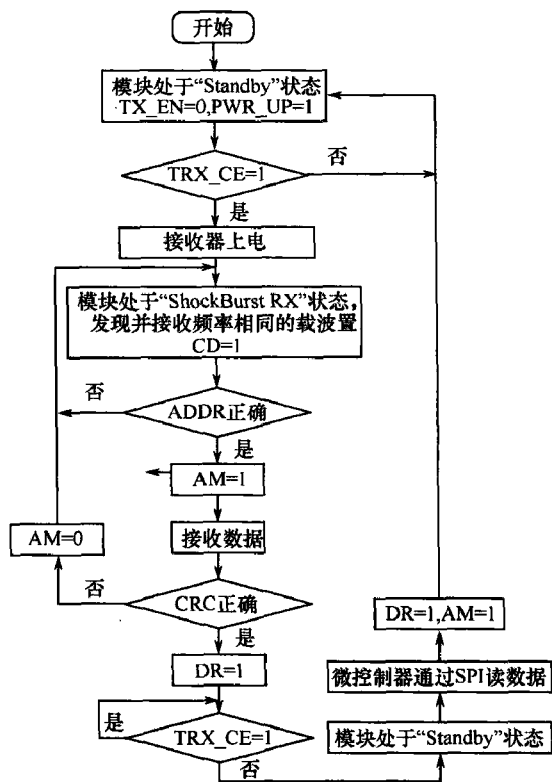 开始
模块处于“Standby”状态
TX_EN=0,PWR_UP=1
TRX_CE=1
否
是
接收器上电
模块处于“ShockBurst RX”状态，
发现并接收频率相同的载波置
CD=1
否
ADDR正确
是
AM=1
AM=0
接收数据
否
CRC正确
是
DR=1
DR=1,AM=1
微控制器通过SPI读数据
是
TRX_CE=1
否
模块处于“Standby”状态